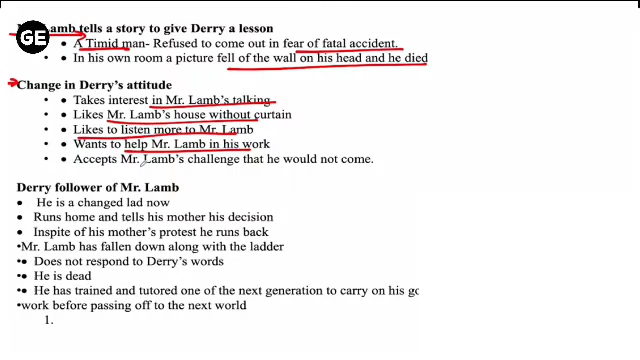 GE
Lamb tells a story to give Derry a lesson
• • A Timid man- Refused to come out in fear of fatal accident.
• • In his own room a picture fell of the wall on his head and he died
Change in Derry's attitude
• • Takes interest in Mr. Lamb's talking
• • Likes Mr. Lamb's house without curtain
• • Likes to listen more to Mr. Lamb
• • Wants to help Mr. Lamb in his work
• • Accepts Mr. Lamb's challenge that he would not come.
Derry follower of Mr. Lamb
• He is a changed lad now
• Runs home and tells his mother his decision
• Inspite of his mother's protest he runs back
•Mr. Lamb has fallen down along with the ladder
•• Does not respond to Derry's words
•• He is dead
•• He has trained and tutored one of the next generation to carry on his go
•work before passing off to the next world
1.